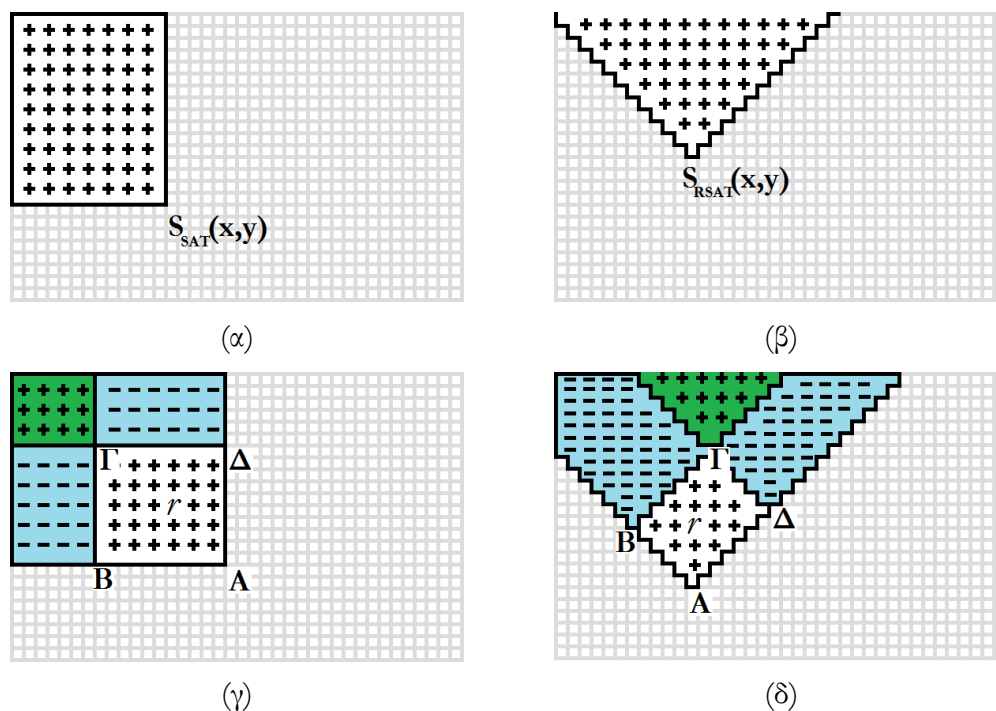 S_SAT(x,y)
S_RSAT(x,y)
(α)
(β)
Γ
Δ
r
B
A
Γ
r
Δ
B
A
(γ)
(δ)